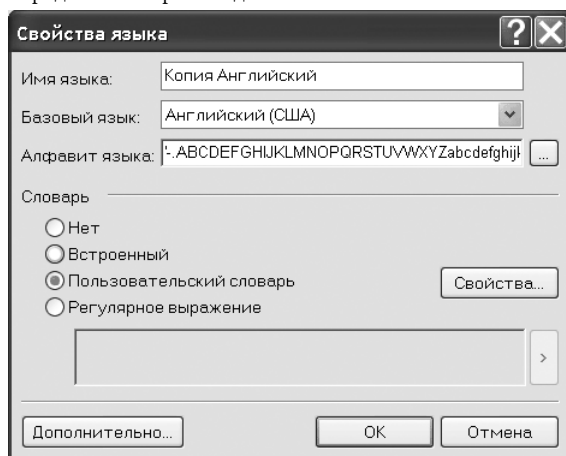 Свойства языка
Имя языка: Копия Английский
Базовый язык: Английский (США)
Алфавит языка: '-.ABCDEFGHIJKLMNOPQRSTUVWXYZabcdefghijk ...
Словарь
Нет
Встроенный
Пользовательский словарь Свойства...
Регулярное выражение
>
Дополнительно... OK Отмена